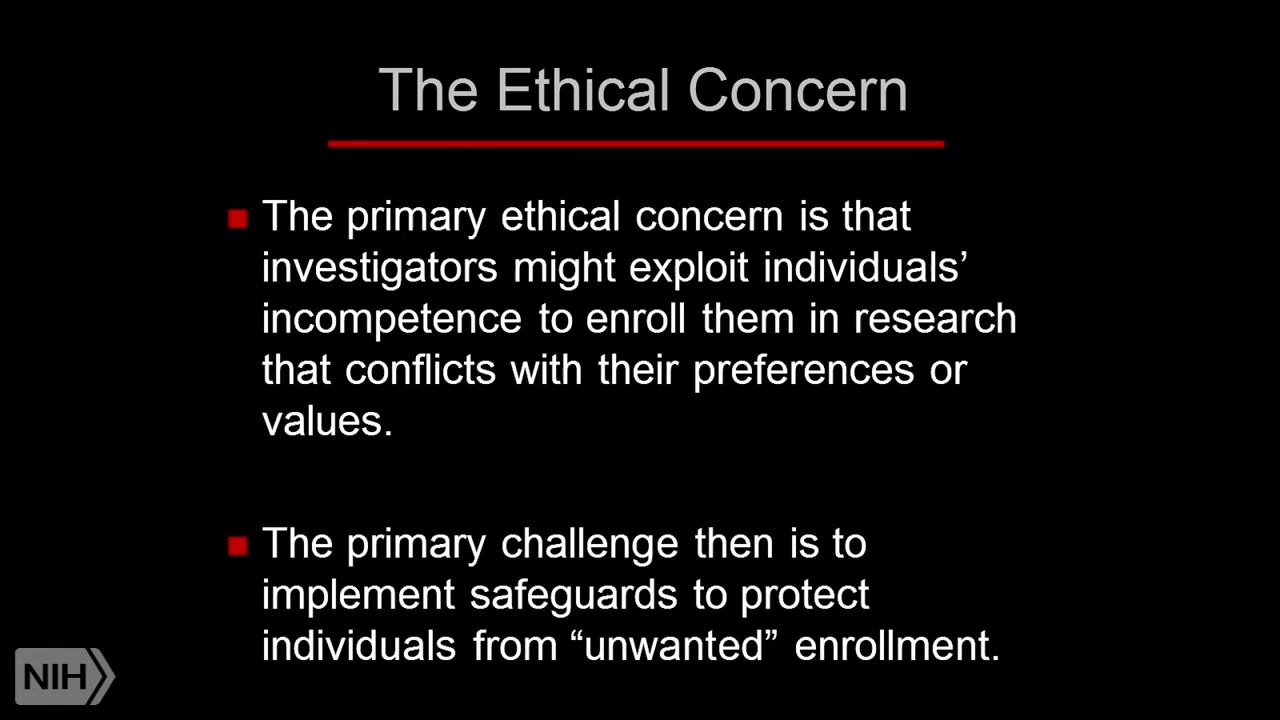 The Ethical Concern
■ The primary ethical concern is that
investigators might exploit individuals’
incompetence to enroll them in research
that conflicts with their preferences or
values.
■ The primary challenge then is to
implement safeguards to protect
individuals from “unwanted” enrollment.
NIH